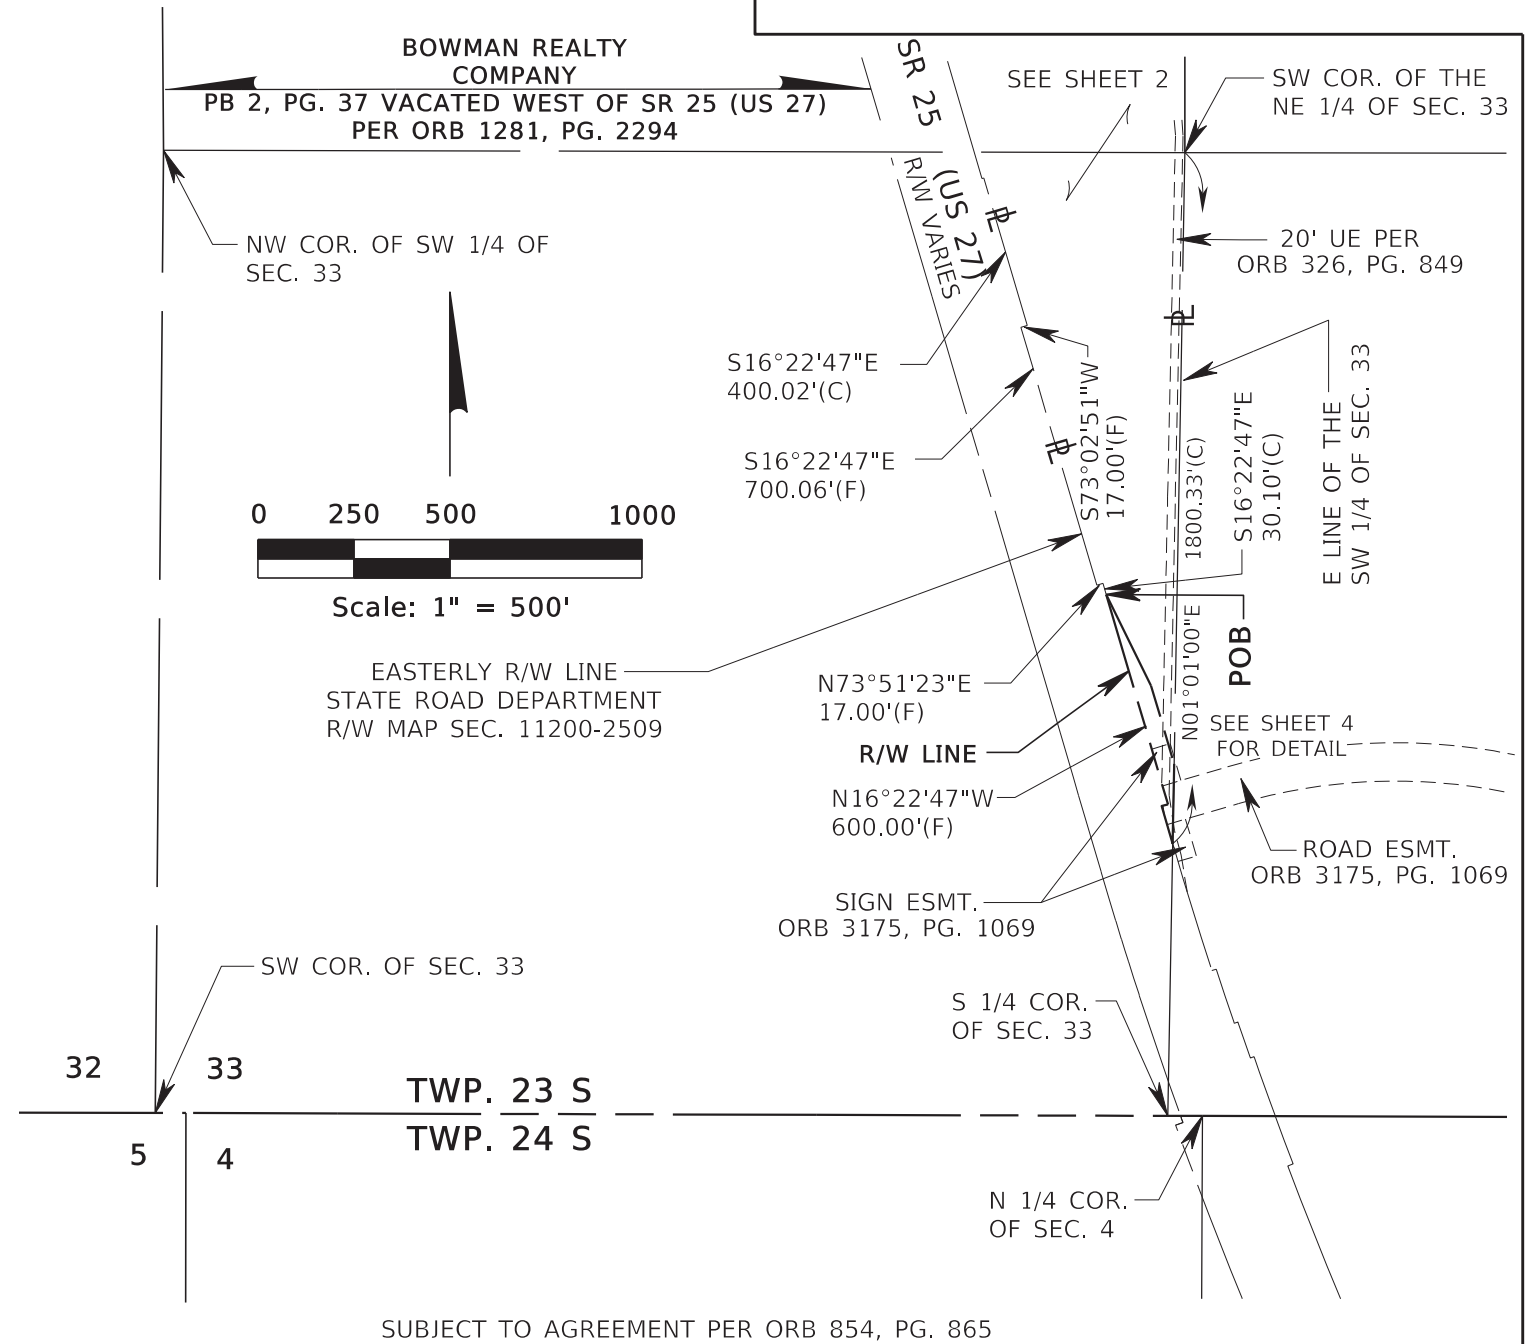 BOWMAN REALTY
COMPANY
PB 2, PG. 37 VACATED WEST OF SR 25 (US 27)
PER ORB 1281, PG. 2294
SR 25 (US 27)
R/W VARIES
SEE SHEET 2
SW COR. OF THE
NE 1/4 OF SEC. 33
NW COR. OF SW 1/4 OF
SEC. 33
20' UE PER
ORB 326, PG. 849
S16°22'47"E
400.02'(C)
S16°22'47"E
700.06'(F)
S73°02'51"W
17.00'(F)
1800.33'(C)
N01°01'00"E
S16°22'47"E
30.10'(C)
E LINE OF THE
SW 1/4 OF SEC. 33
0 250 500 1000
Scale: 1" = 500'
EASTERLY R/W LINE
STATE ROAD DEPARTMENT
R/W MAP SEC. 11200-2509
N73°51'23"E
17.00'(F)
POB
R/W LINE
SEE SHEET 4
FOR DETAIL
N16°22'47"W
600.00'(F)
ROAD ESMT.
ORB 3175, PG. 1069
SIGN ESMT.
ORB 3175, PG. 1069
SW COR. OF SEC. 33
S 1/4 COR.
OF SEC. 33
32 33
TWP. 23 S
TWP. 24 S
5 4
N 1/4 COR.
OF SEC. 4
SUBJECT TO AGREEMENT PER ORB 854, PG. 865